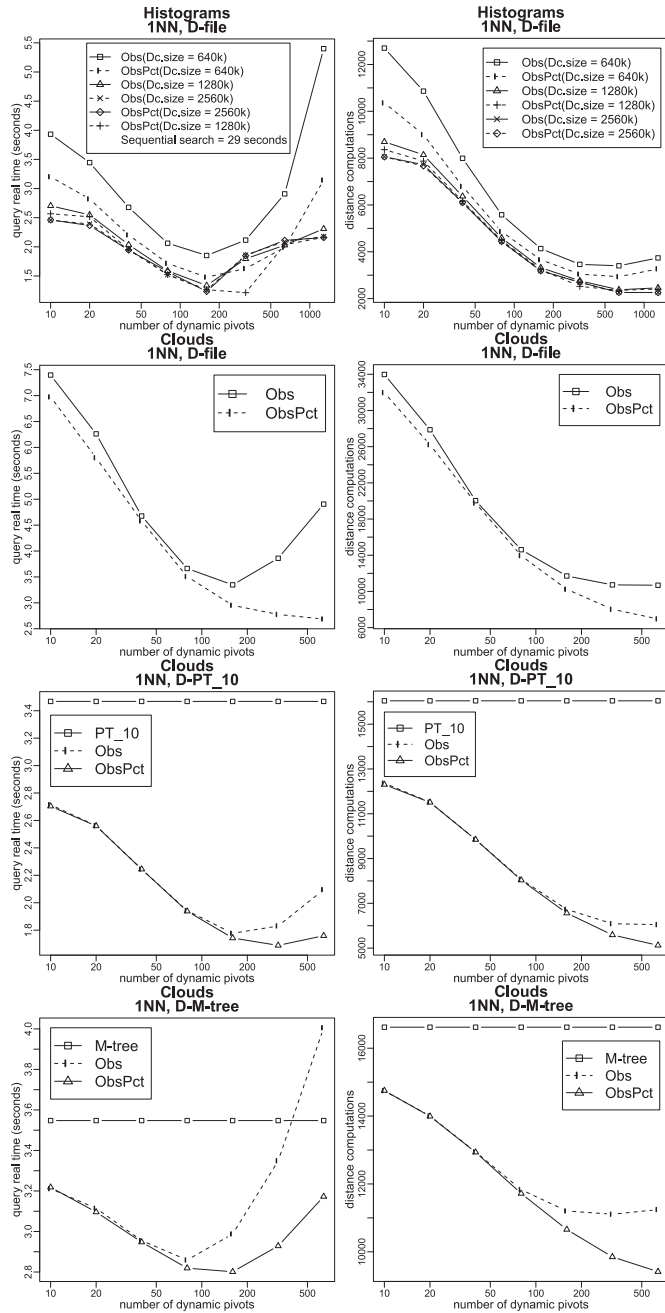 Histograms
1NN, D-file
query real time (seconds)
5.5
5.0
4.5
4.0
3.5
3.0
2.5
2.0
1.5
Obs(Dc.size = 640k)
ObsPct(Dc.size = 640k)
Obs(Dc.size = 1280k)
Obs(Dc.size = 2560k)
ObsPct(Dc.size = 2560k)
ObsPct(Dc.size = 1280k)
Sequential search = 29 seconds
10 20 50 100 200 500 1000
number of dynamic pivots
Histograms
1NN, D-file
distance computations
12000
10000
8000
6000
4000
2000
Obs(Dc.size = 640k)
ObsPct(Dc.size = 640k)
Obs(Dc.size = 1280k)
ObsPct(Dc.size = 1280k)
Obs(Dc.size = 2560k)
ObsPct(Dc.size = 2560k)
10 20 50 100 200 500 1000
number of dynamic pivots
Clouds
1NN, D-file
query real time (seconds)
7.5
7.0
6.5
6.0
5.5
5.0
4.5
4.0
3.5
3.0
2.5
Obs
ObsPct
10 20 50 100 200 500
number of dynamic pivots
Clouds
1NN, D-file
distance computations
34000
30000
26000
22000
18000
14000
10000
6000
Obs
ObsPct
10 20 50 100 200 500
number of dynamic pivots
Clouds
1NN, D-PT_10
query real time (seconds)
3.4
3.0
2.8
2.6
2.4
2.2
1.8
PT_10
Obs
ObsPct
10 20 50 100 200 500
number of dynamic pivots
Clouds
1NN, D-PT_10
distance computations
15000
13000
11000
9000
7000
5000
PT_10
Obs
ObsPct
10 20 50 100 200 500
number of dynamic pivots
Clouds
1NN, D-M-tree
query real time (seconds)
4.0
3.8
3.6
3.4
3.2
3.0
2.8
M-tree
Obs
ObsPct
10 20 50 100 200 500
number of dynamic pivots
Clouds
1NN, D-M-tree
distance computations
16000
14000
12000
10000
M-tree
Obs
ObsPct
10 20 50 100 200 500
number of dynamic pivots